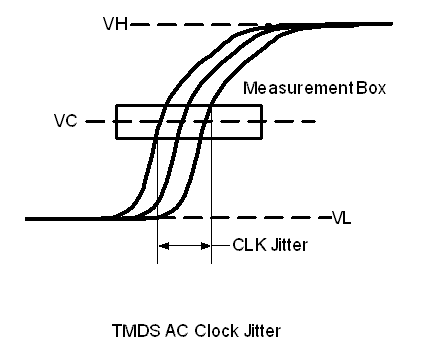 VH
Measurement Box
VC
VL
CLK Jitter
TMDS AC Clock Jitter